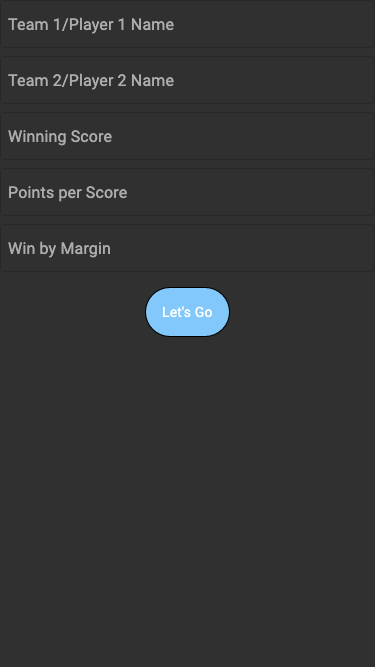 Team 1/Player 1 Name
Team 2/Player 2 Name
Winning Score
Points per Score
Win by Margin
Let's Go